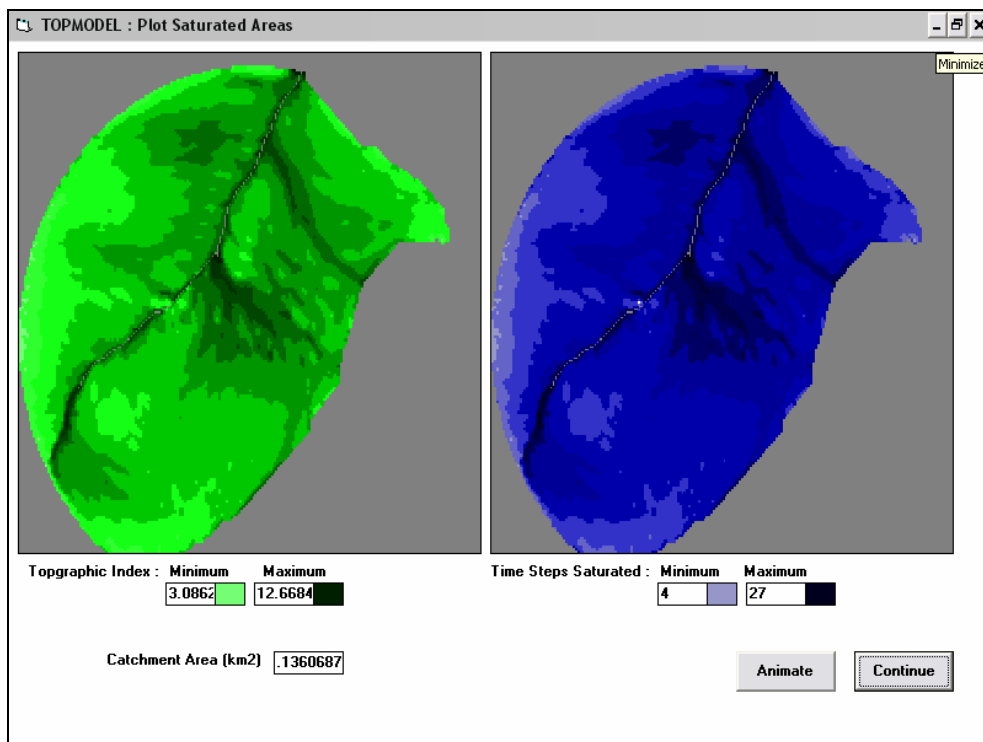 TOPMODEL : Plot Saturated Areas
Minimize
Topgraphic Index : Minimum Maximum
3.0862 12.6684
Time Steps Saturated : Minimum Maximum
4 27
Catchment Area (km2) .1360687
Animate Continue